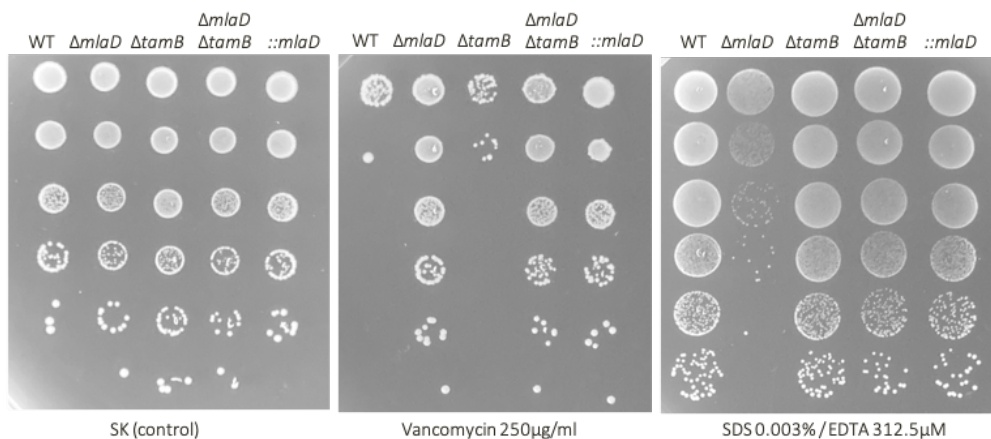 ΔmlaD
WT ΔmlaD ΔtamB ΔtamB ::mlaD
ΔmlaD
WT ΔmlaD ΔtamB ΔtamB ::mlaD
ΔmlaD
WT ΔmlaD ΔtamB ΔtamB ::mlaD
SK (control)
Vancomycin 250μg/ml
SDS 0.003% / EDTA 312.5μM